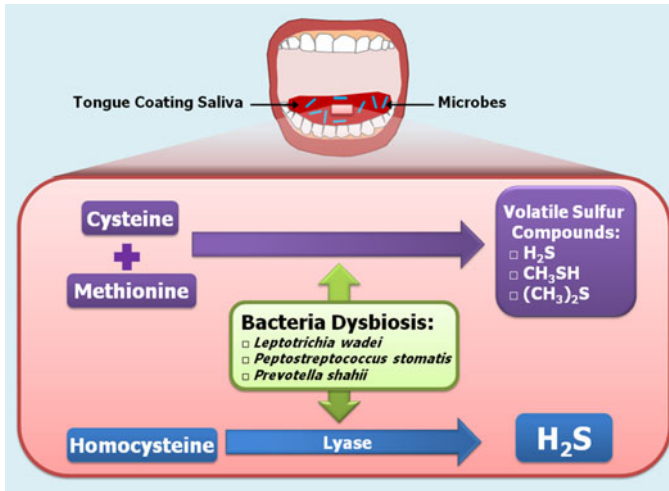 Tongue Coating Saliva
Microbes
Cysteine
Methionine
Volatile Sulfur
Compounds:
□ H₂S
□ CH₃SH
□ (CH₃)₂S
Bacteria Dysbiosis:
□ Leptotrichia wadei
□ Peptostreptococcus stomatis
□ Prevotella shahii
Homocysteine
Lyase
H₂S